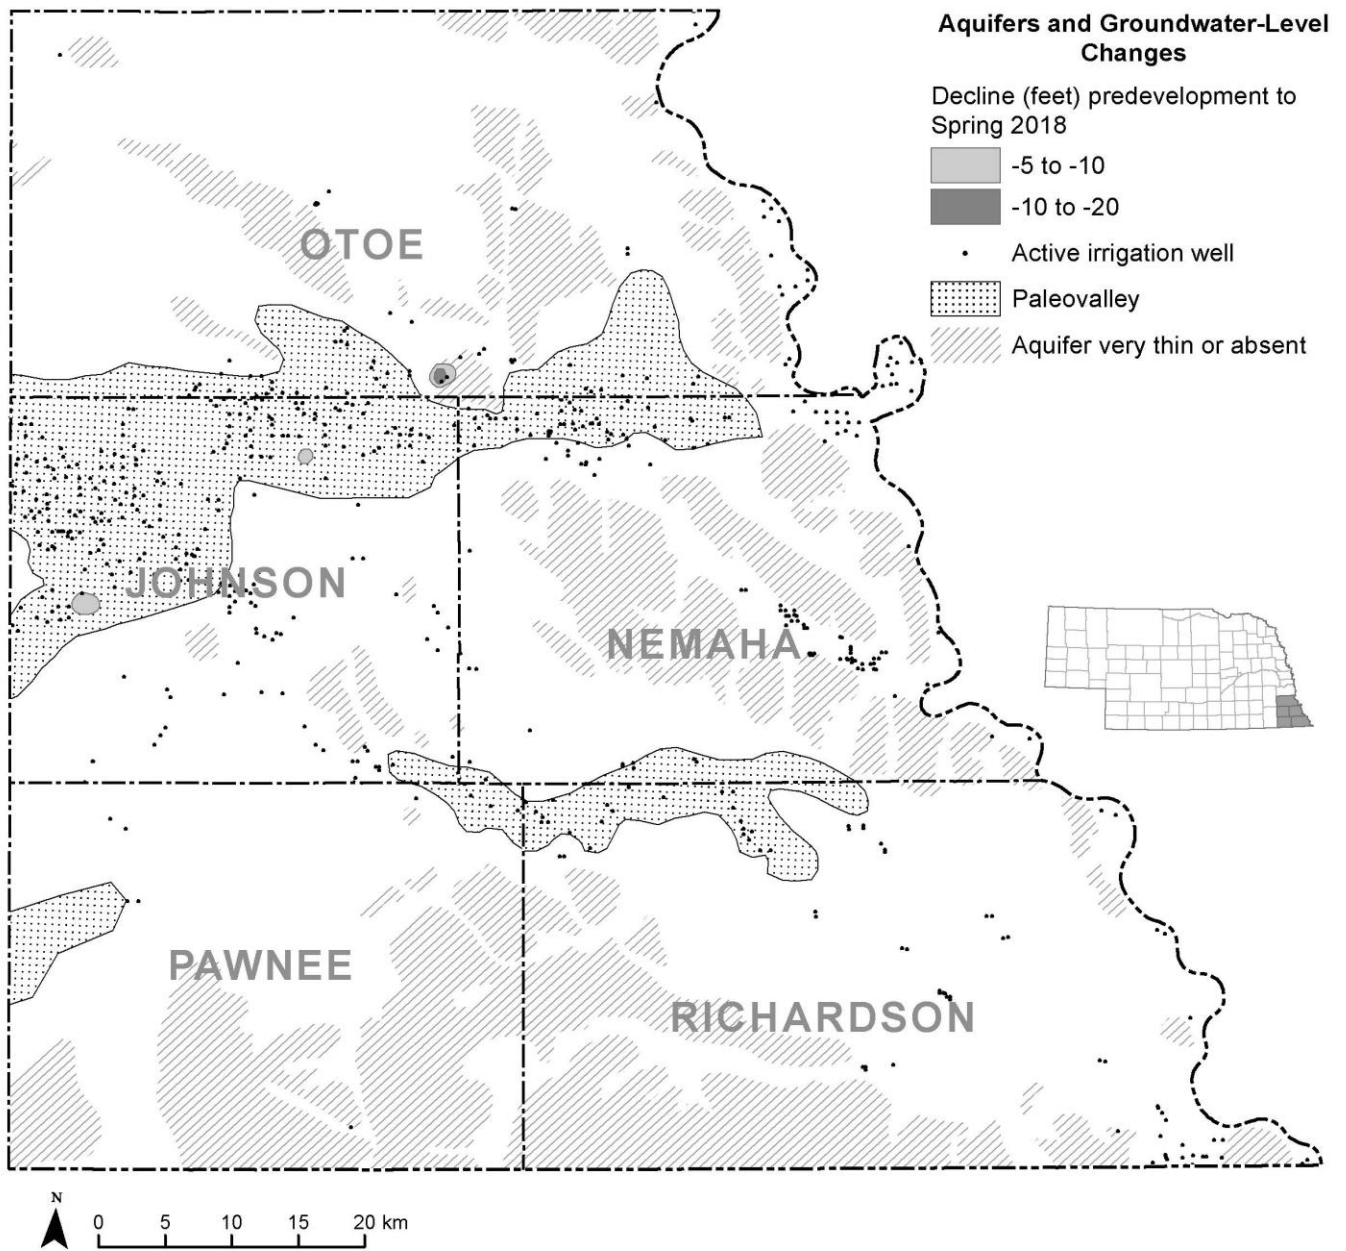 Aquifers and Groundwater-Level
Changes
Decline (feet) predevelopment to
Spring 2018
-5 to -10
-10 to -20
Active irrigation well
Paleovalley
Aquifer very thin or absent
OTOE
JOHNSON
NEMAHA
PAWNEE
RICHARDSON
N
0 5 10 15 20 km